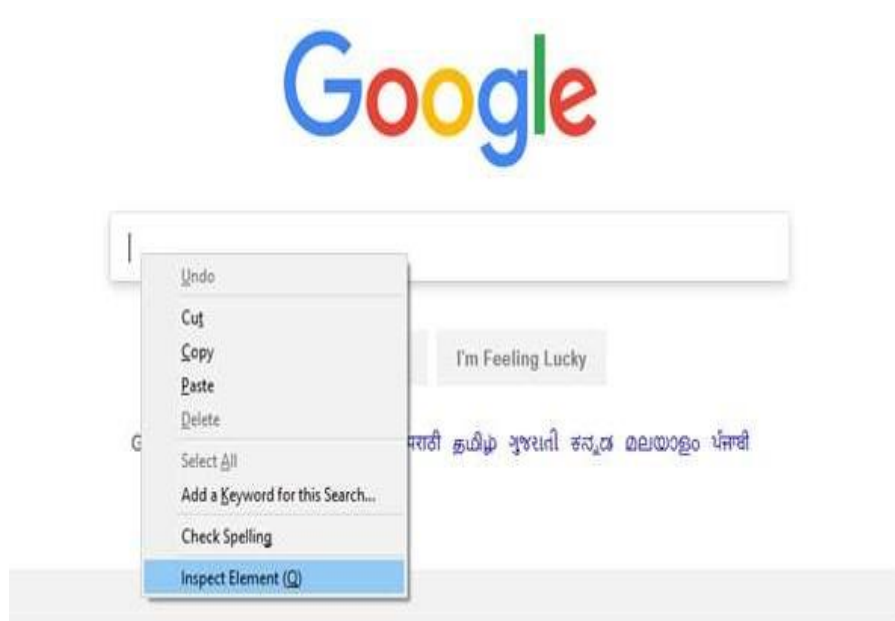 Google
Undo
Cut
Copy
Paste
Delete
Select All
Add a Keyword for this Search...
Check Spelling
Inspect Element (Q)
I'm Feeling Lucky
G मराठी தமிழ் ગુજરાતી ಕನ್ನಡ മലയാളം ਪੰਜਾਬੀ